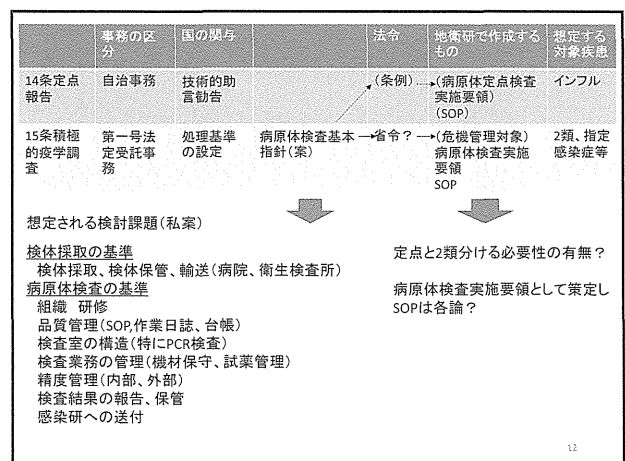 事務の区分
国の関与
法令
地衛研で作成するもの
想定する対象疾患
14条定点報告
自治事務
技術的助言勧告
(条例)
(病原体定点検査実施要領)
(SOP)
インフル
15条積極的疫学調査
第一号法定受託事務
処理基準の設定
病原体検査基本指針(案)
省令?
(危機管理対象)
病原体検査実施要領
SOP
2類、指定感染症等
想定される検討課題(私案)
検体採取の基準
検体採取、検体保管、輸送(病院、衛生検査所)
病原体検査の基準
組織 研修
品質管理(SOP,作業日誌、台帳)
検査室の構造(特にPCR検査)
検査業務の管理(機材保守、試薬管理)
精度管理(内部、外部)
検査結果の報告、保管
感染研への送付
定点と2類分ける必要性の有無?
病原体検査実施要領として策定し
SOPは各論?
12